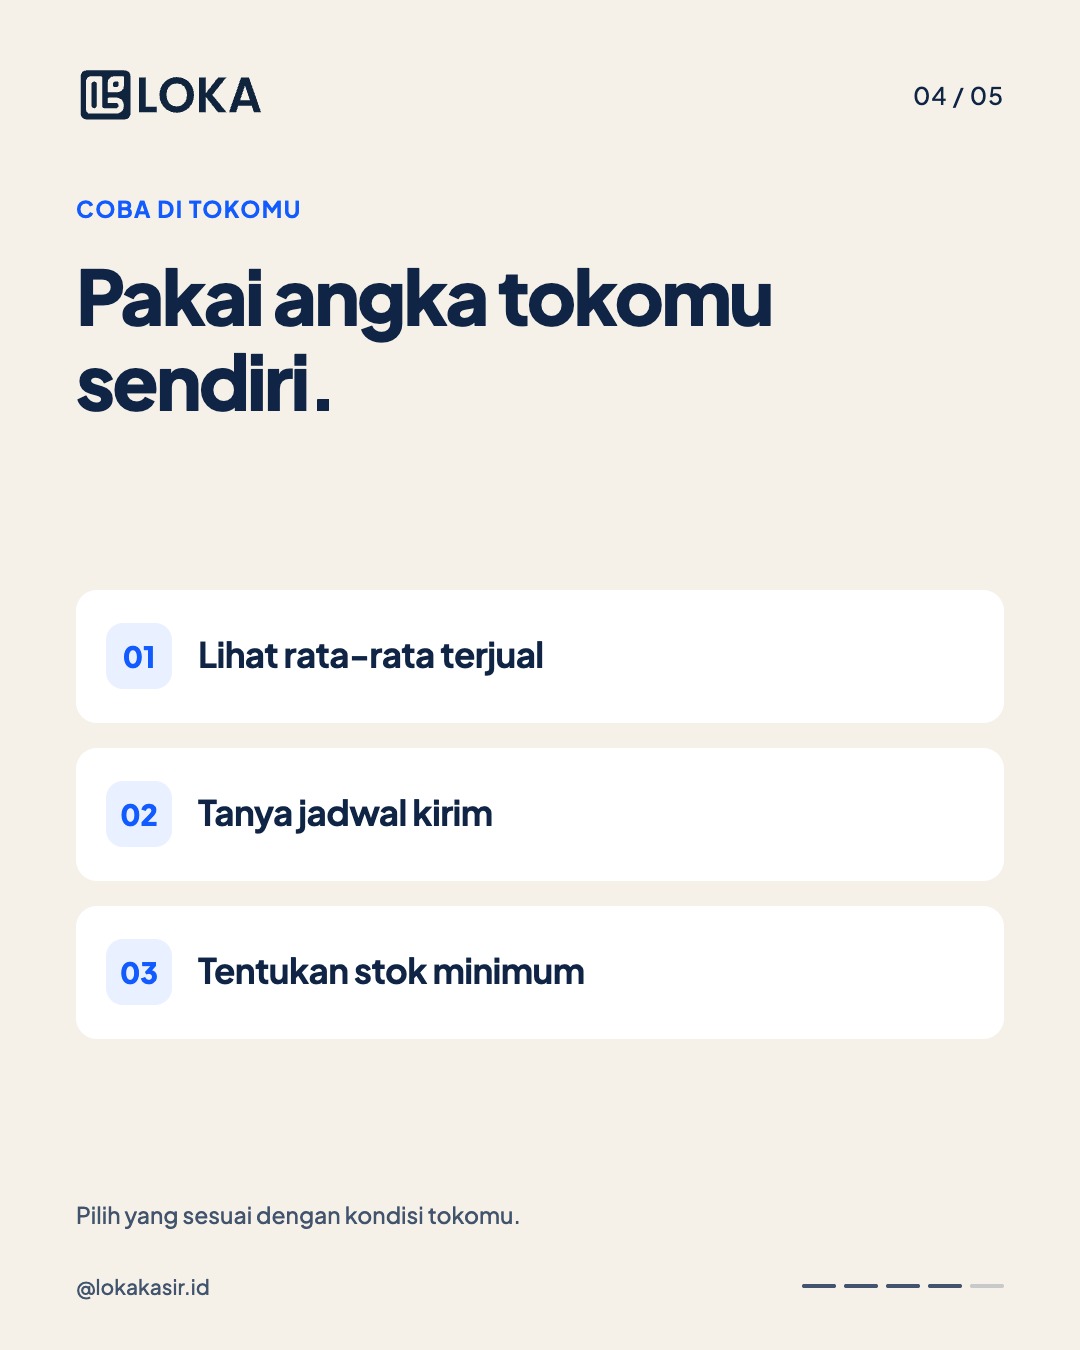 LOKA
04 / 05
COBA DI TOKOMU
Pakai angka tokomu
sendiri.
01 Lihat rata-rata terjual
02 Tanya jadwal kirim
03 Tentukan stok minimum
Pilih yang sesuai dengan kondisi tokomu.
@lokakasir.id